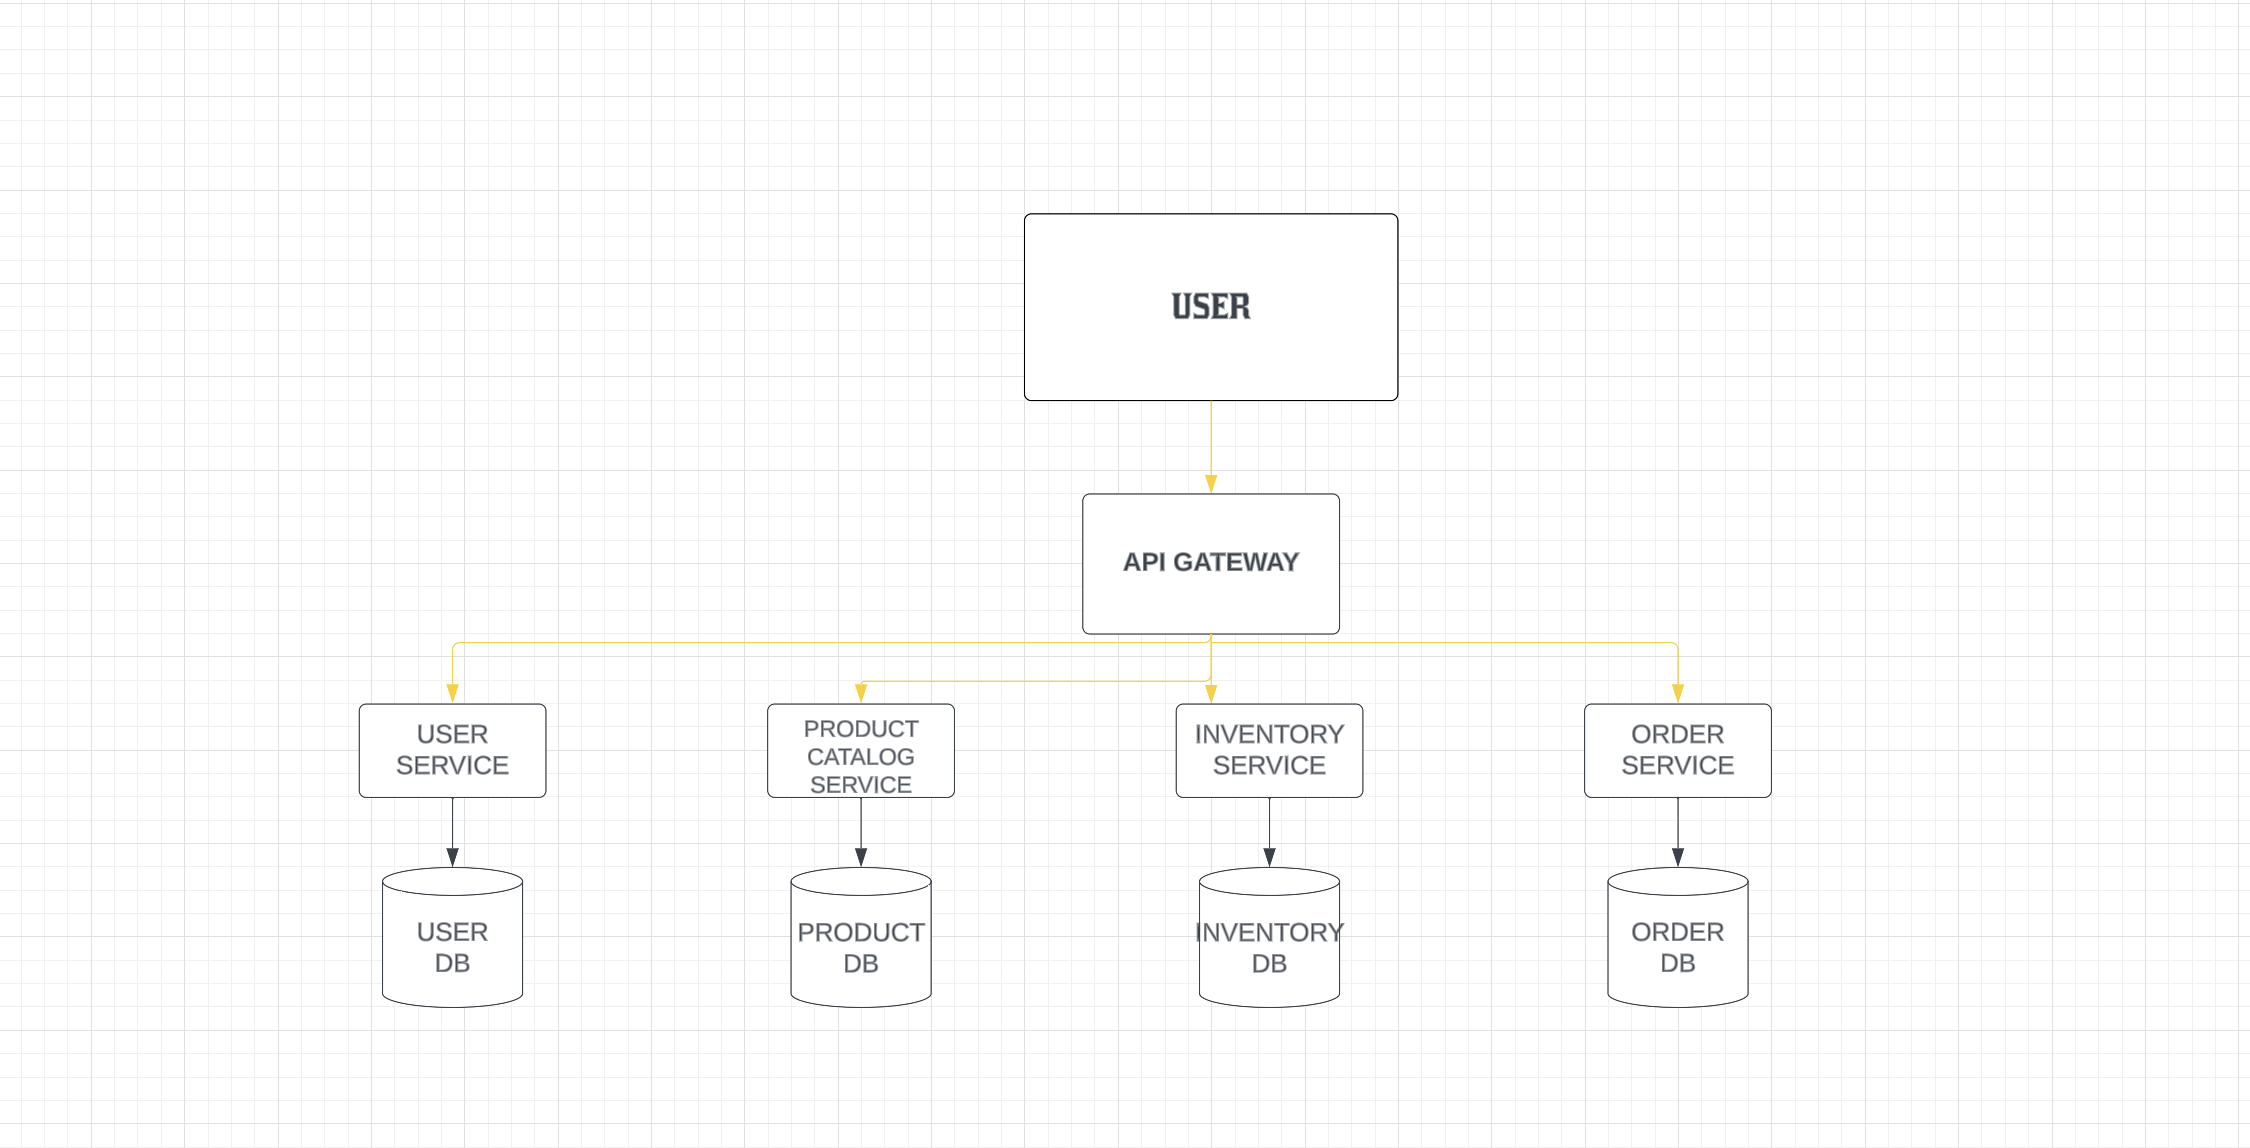 USER
API GATEWAY
USER
SERVICE
PRODUCT
CATALOG
SERVICE
INVENTORY
SERVICE
ORDER
SERVICE
USER
DB
PRODUCT
DB
INVENTORY
DB
ORDER
DB